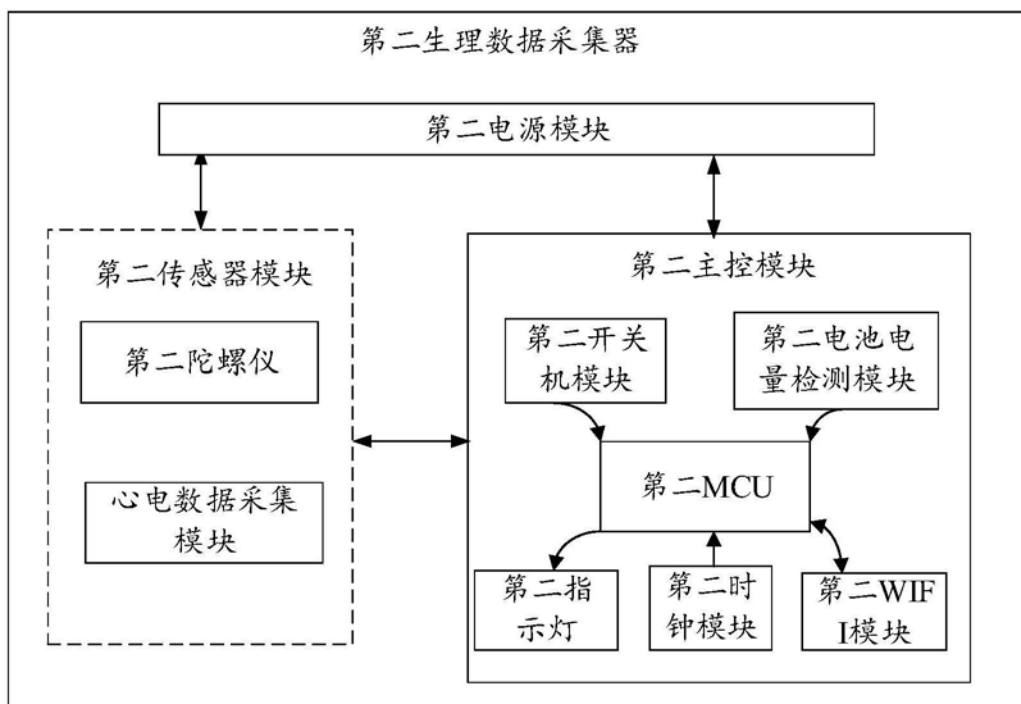 第二生理数据采集器
第二电源模块
第二传感器模块
第二陀螺仪
心电数据采集
模块
第二主控模块
第二开关
机模块
第二电池电
量检测模块
第二MCU
第二指
示灯
第二时
钟模块
第二WIF
I模块